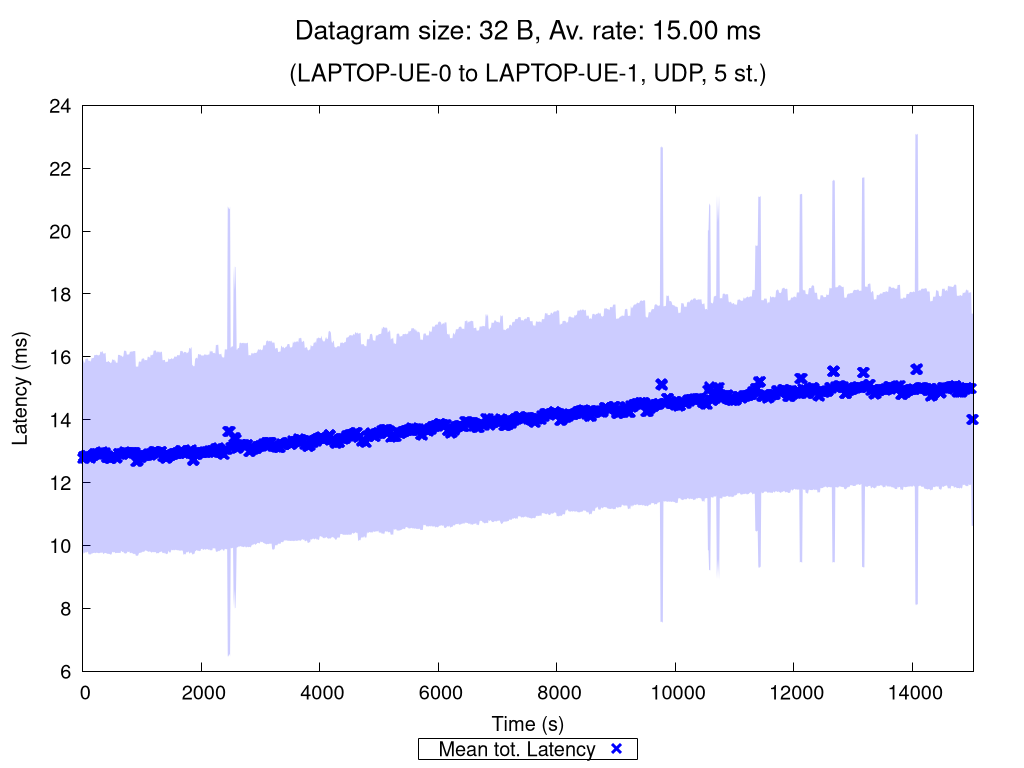 Datagram size: 32 B, Av. rate: 15.00 ms
(LAPTOP-UE-0 to LAPTOP-UE-1, UDP, 5 st.)
24
22
20
18
16
14
12
10
8
6
Latency (ms)
0 2000 4000 6000 8000 10000 12000 14000
Time (s)
Mean tot. Latency